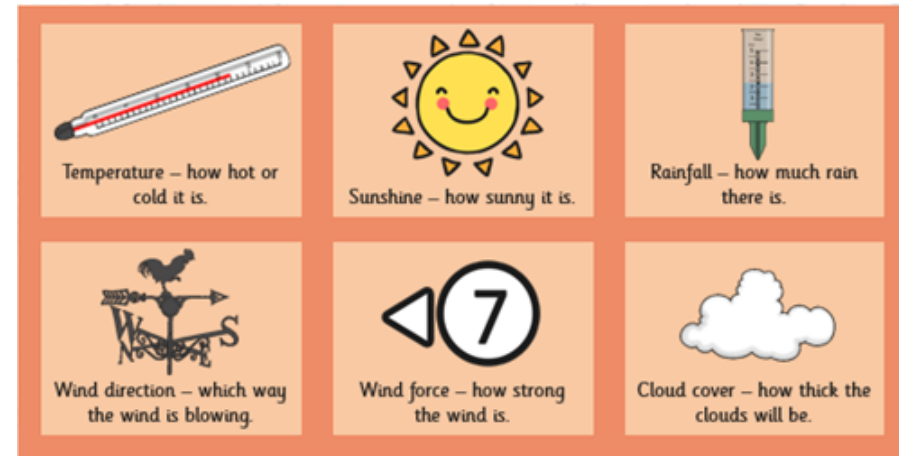 Temperature – how hot or
cold it is.
Sunshine – how sunny it is.
Rainfall – how much rain
there is.
W S
N E
Wind direction – which way
the wind is blowing.
7
Wind force – how strong
the wind is.
Cloud cover – how thick the
clouds will be.